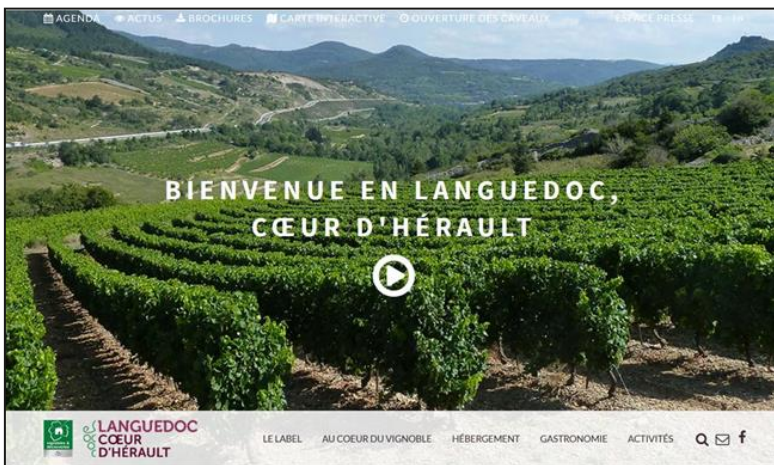 AGENDA ACTUS BROCHURES CARTE INTERACTIVE OUVERTURE DES CAVEAUX ESPACE PRESSE
BIENVENUE EN LANGUEDOC,
CŒUR D'HÉRAULT
LANGUEDOC
CŒUR
D'HÉRAULT
LE LABEL AU COEUR DU VIGNOBLE HÉBERGEMENT GASTRONOMIE ACTIVITÉS